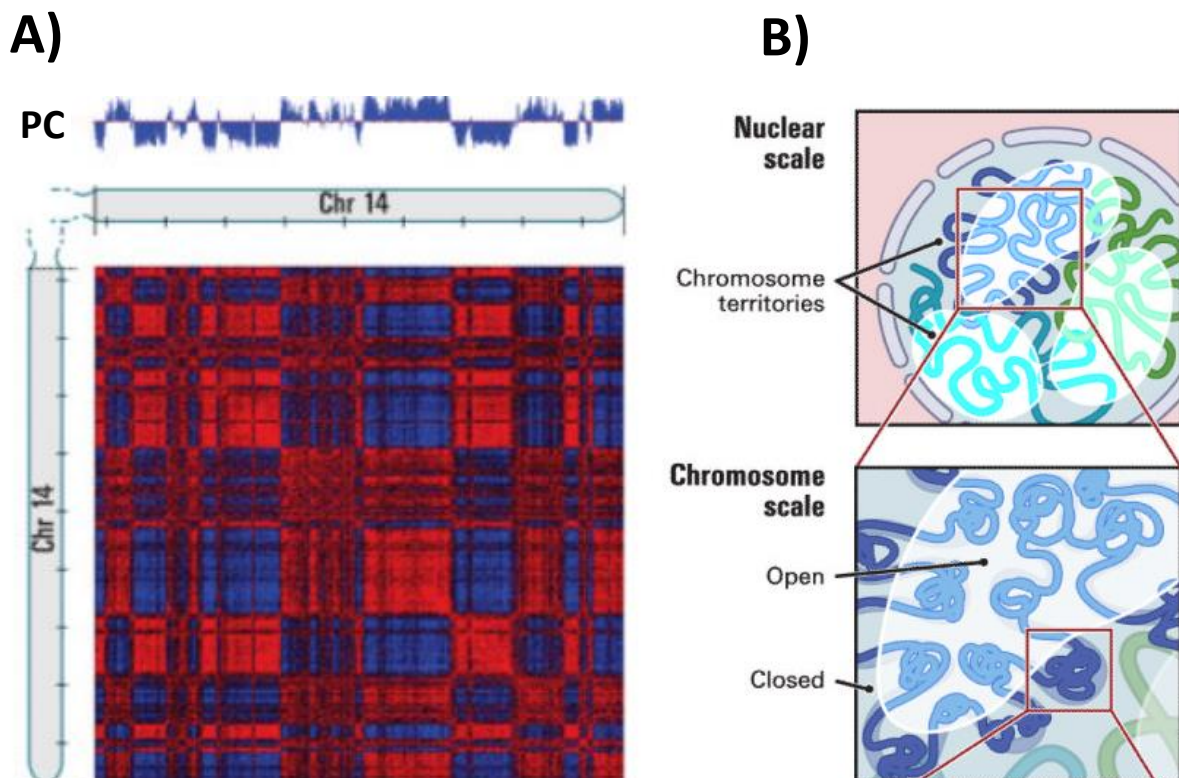 A)
B)
PC
Chr 14
Chr 14
Nuclear
scale
Chromosome
territories
Chromosome
scale
Open
Closed